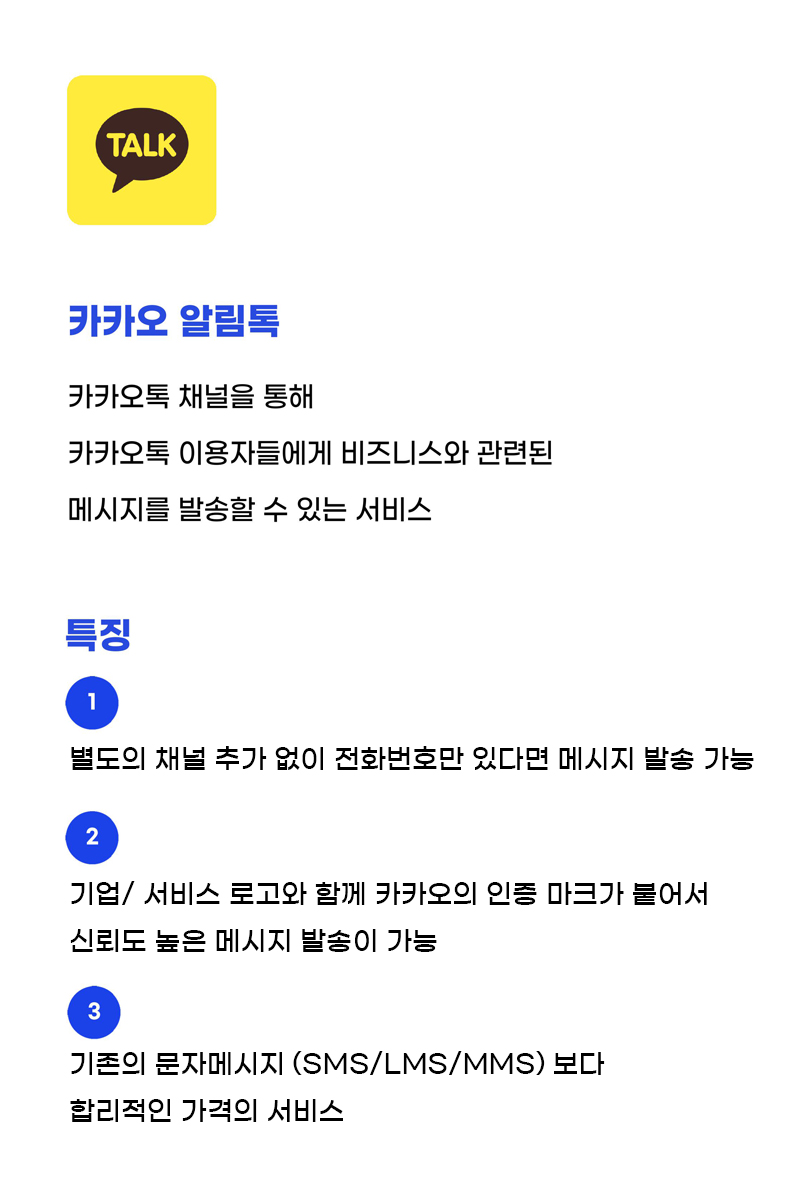 TALK
카카오 알림톡
카카오톡 채널을 통해
카카오톡 이용자들에게 비즈니스와 관련된
메시지를 발송할 수 있는 서비스
특징
1
별도의 채널 추가 없이 전화번호만 있다면 메시지 발송 가능
2
기업/ 서비스 로고와 함께 카카오의 인증 마크가 붙어서
신뢰도 높은 메시지 발송이 가능
3
기존의 문자메시지 (SMS/LMS/MMS) 보다
합리적인 가격의 서비스